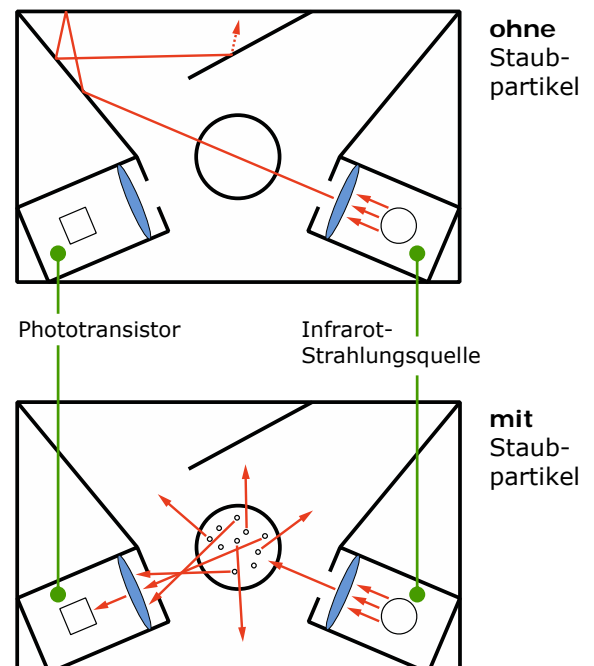 ohne
Staub-
partikel
Phototransistor
Infrarot-
Strahlungsquelle
mit
Staub-
partikel